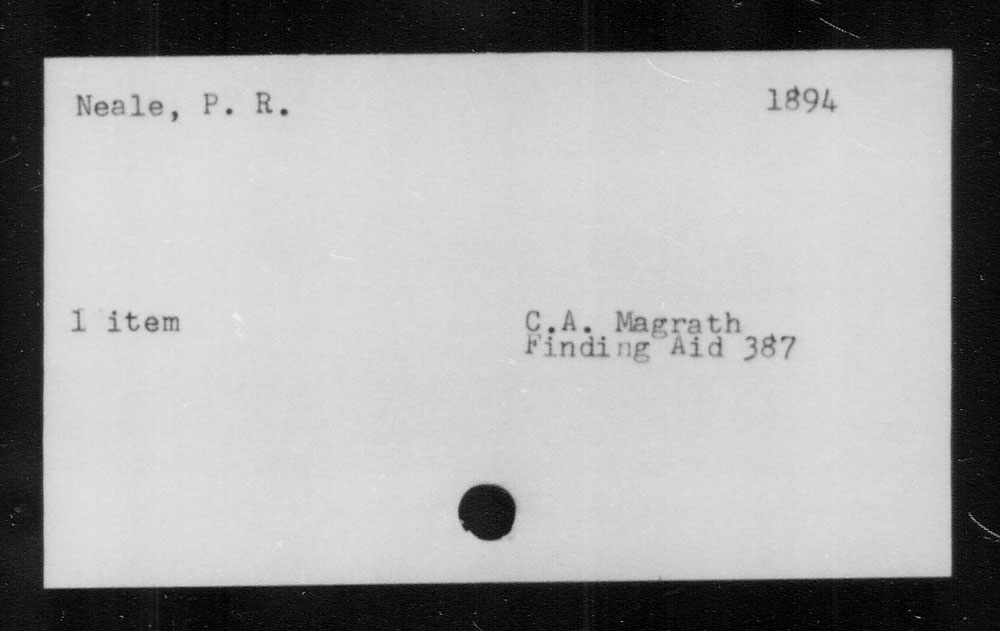 Neale, P. R. 1894
1 item C.A. Magrath
Finding Aid 387